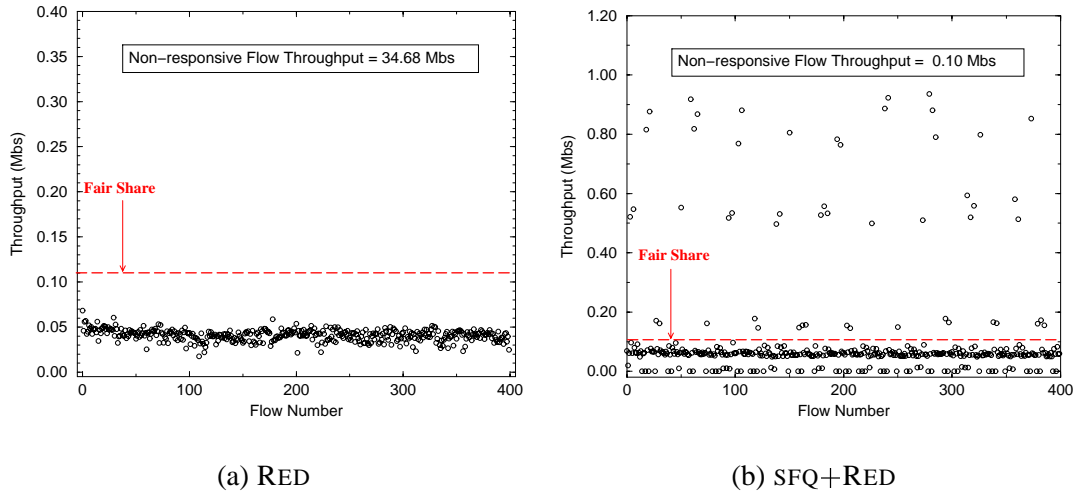 0.40
0.35
0.30
0.25
0.20
0.15
0.10
0.05
0.00
Throughput (Mbs)
Non−responsive Flow Throughput = 34.68 Mbs
Fair Share
0 100 200 300 400
Flow Number
(a) RED
1.20
1.00
0.80
0.60
0.40
0.20
0.00
Throughput (Mbs)
Non−responsive Flow Throughput = 0.10 Mbs
Fair Share
0 100 200 300 400
Flow Number
(b) SFQ+RED